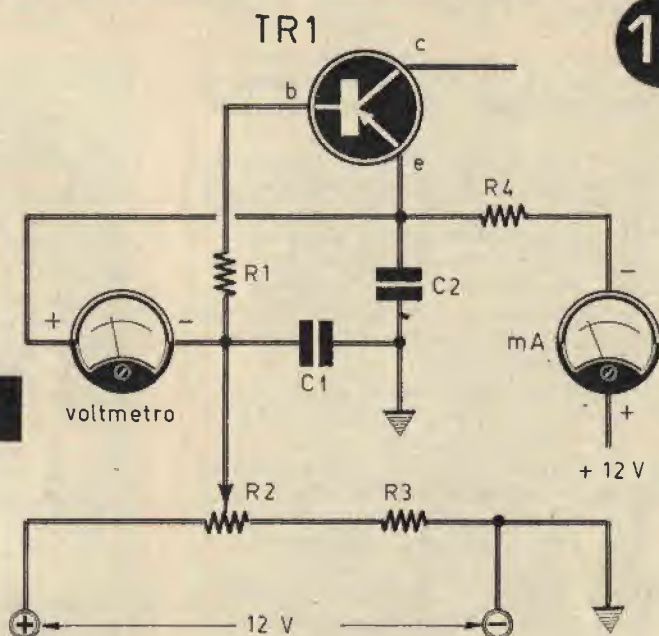 TR1
1
c
b
e
R4
R1
C2
+
-
-
mA
C1
voltmetro
+
+ 12 V
R2
R3
+
12 V
-